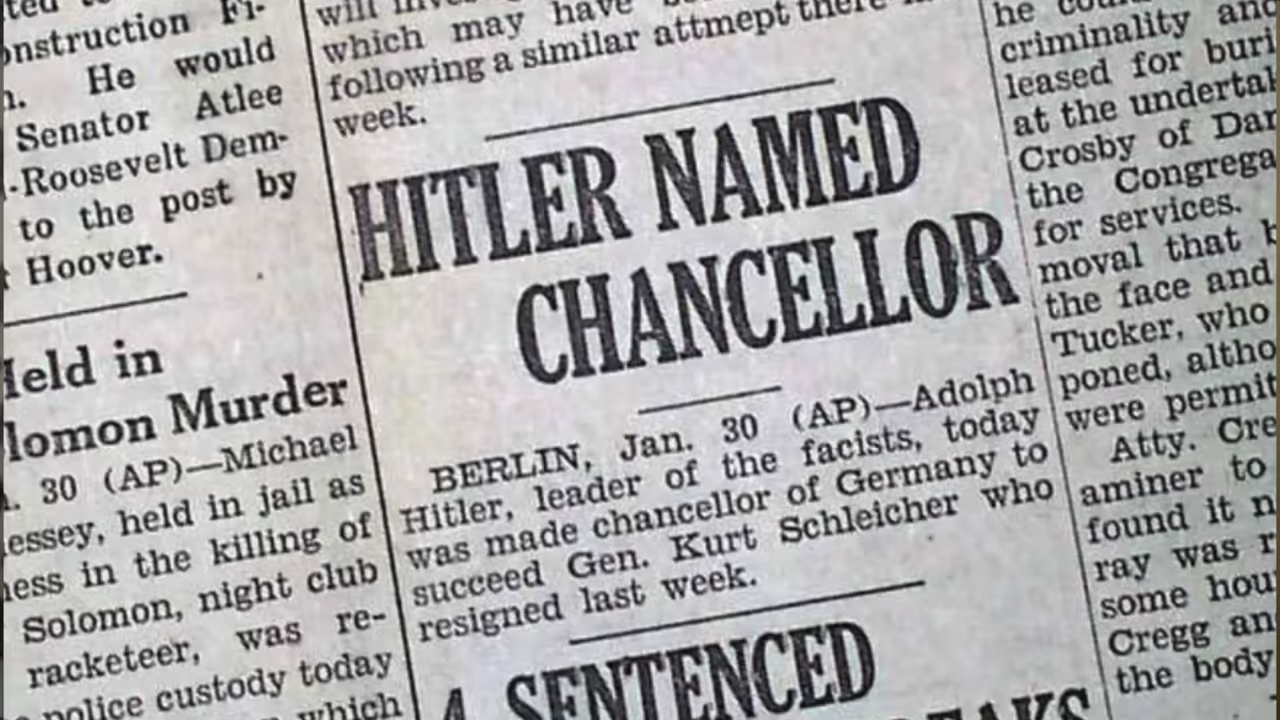 onstruction Fi-
He would
Senator Atlee
-Roosevelt Dem-
to the post by
Hoover.
Held in
lomon Murder
30 (AP)—Michael
essey, held in jail as
ness in the killing of
Solomon, night club
racketeer, was re-
police custody today
which
which may have
following a similar attmept there
week.
HITLER NAMED
CHANCELLOR
BERLIN, Jan. 30 (AP)—Adolph
Hitler, leader of the facists, today
was made chancellor of Germany to
succeed Gen. Kurt Schleicher who
resigned last week.
4 SENTENCED
he
criminality and
leased for buri
at the undertak
Crosby of Dan
the Congrega
for services.
moval that b
the face and
Tucker, who
poned, altho
were permit
Atty. Cre
aminer to
found it n
ray was r
some hou
Cregg an
the body